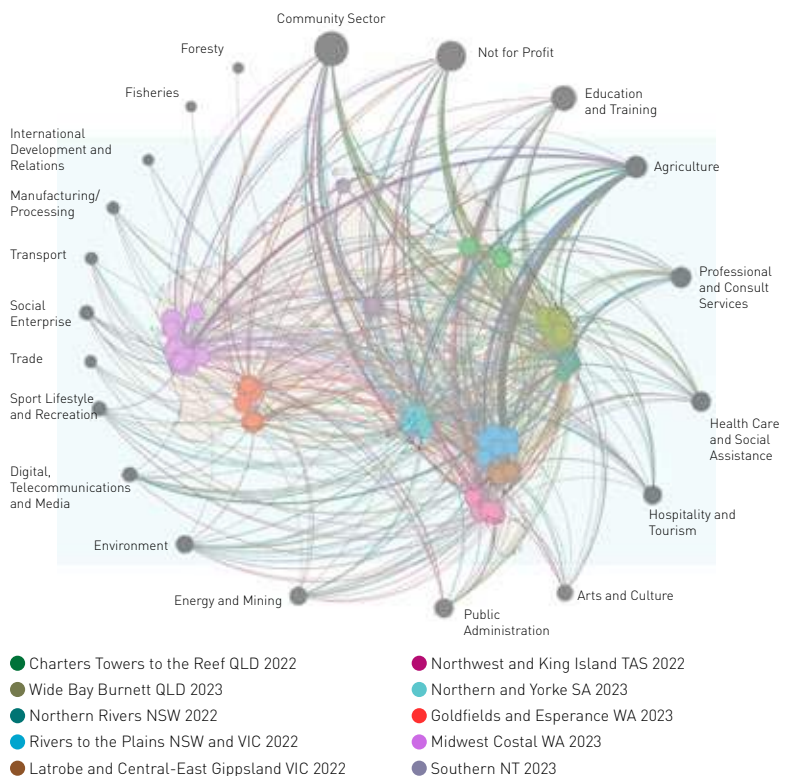 Community Sector
Foresty
Not for Profit
Fisheries
Education
and Training
International
Development and
Relations
Agriculture
Manufacturing/
Processing
Transport
Professional
and Consult
Services
Social
Enterprise
Trade
Sport Lifestyle
and Recreation
Health Care
and Social
Assistance
Digital,
Telecommunications
and Media
Hospitality and
Tourism
Environment
Energy and Mining
Arts and Culture
Public
Administration
Charters Towers to the Reef QLD 2022
Wide Bay Burnett QLD 2023
Northern Rivers NSW 2022
Rivers to the Plains NSW and VIC 2022
Latrobe and Central-East Gippsland VIC 2022
Northwest and King Island TAS 2022
Northern and Yorke SA 2023
Goldfields and Esperance WA 2023
Midwest Costal WA 2023
Southern NT 2023